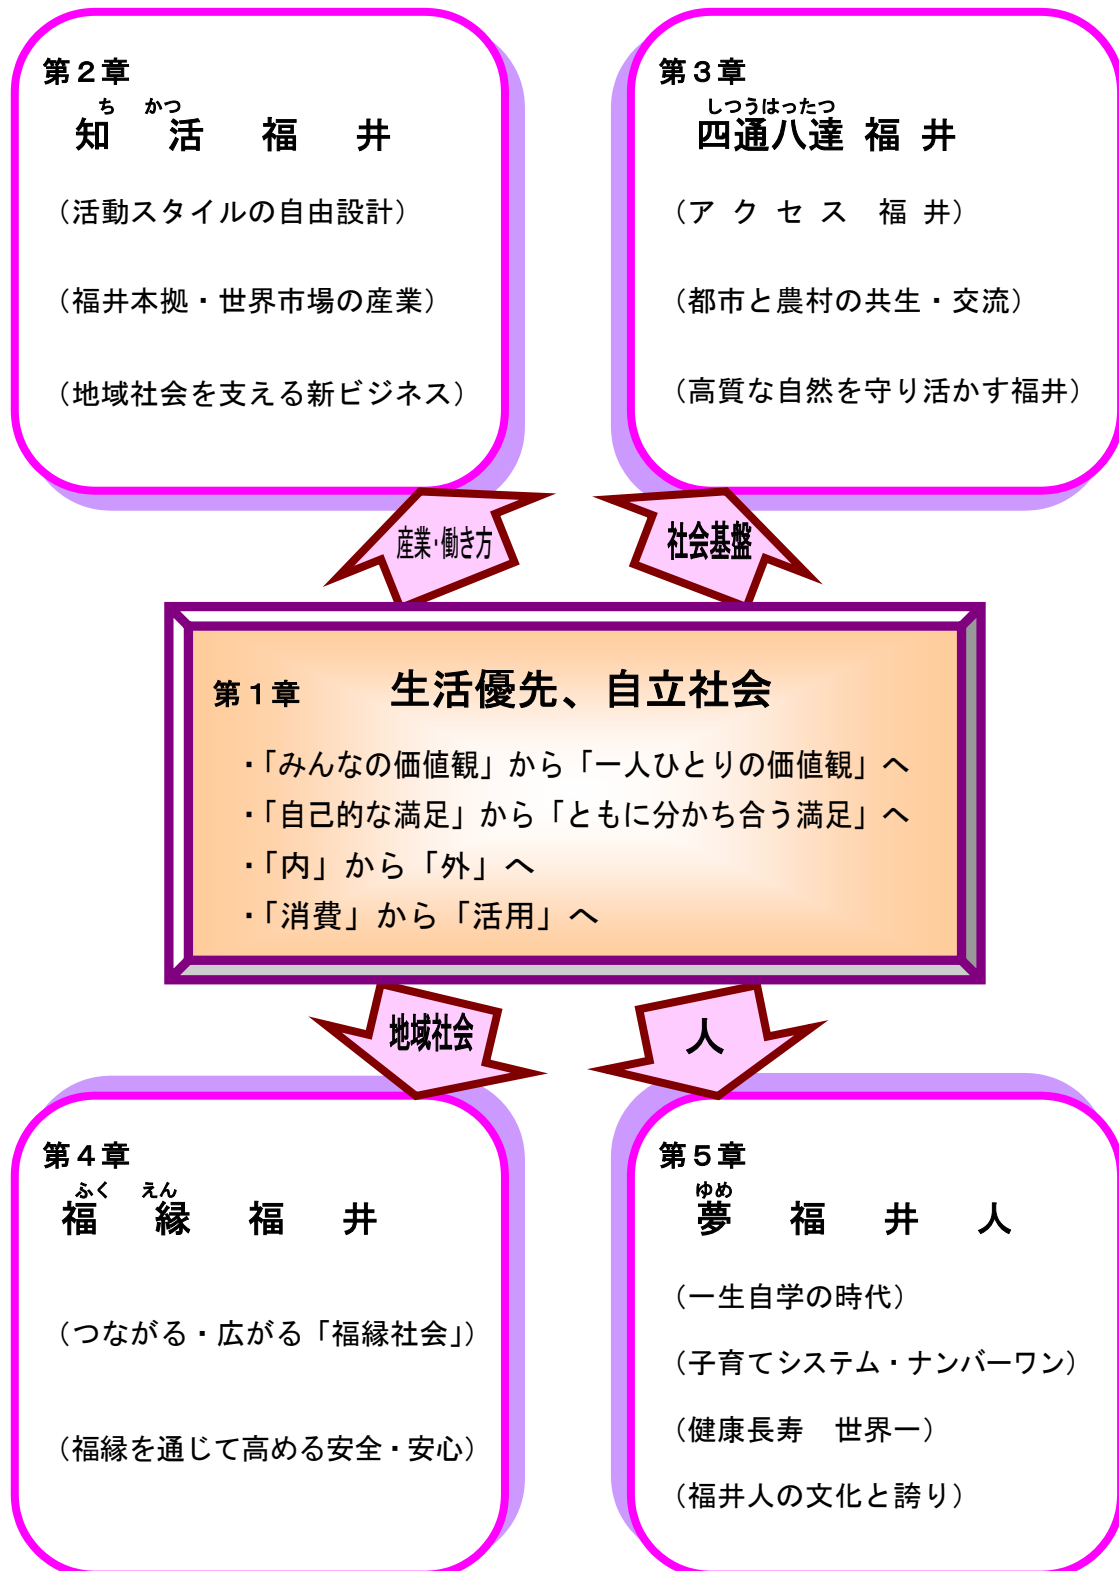 第２章
ち　かつ
知　活　福　井
（活動スタイルの自由設計）
（福井本拠・世界市場の産業）
（地域社会を支える新ビジネス）
第３章
しつうはったつ
四通八達 福 井
（ア ク セ ス　福 井）
（都市と農村の共生・交流）
（高質な自然を守り活かす福井）
産業・働き方
社会基盤
第１章　生活優先、自立社会
・「みんなの価値観」から「一人ひとりの価値観」へ
・「自己的な満足」から「ともに分かち合う満足」へ
・「内」から「外」へ
・「消費」から「活用」へ
地域社会
人
第４章
ふく　えん
福　縁　福　井
（つながる・広がる「福縁社会」）
（福縁を通じて高める安全・安心）
第５章
ゆめ
夢　福　井　人
（一生自学の時代）
（子育てシステム・ナンバーワン）
（健康長寿　世界一）
（福井人の文化と誇り）